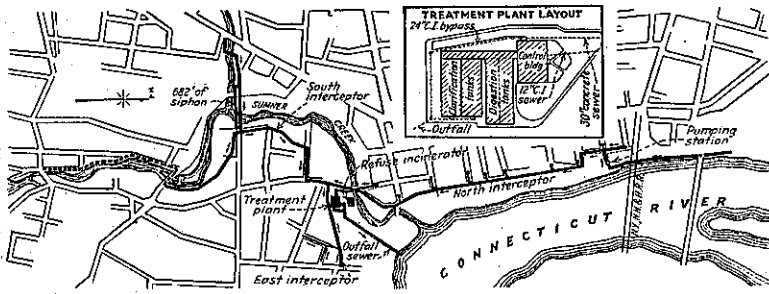 TREATMENT PLANT LAYOUT
24"C.I. bypass
Control
bldg.
Clarification
tanks
Digestion
tanks
12"C.I.
sewer
30"concrete
sewer
Outfall
682' of
siphon
South
interceptor
SUMNER
CREEK
Refuse incinerator
Pumping
station
North interceptor
Treatment
plant
Outfall
sewer
East interceptor
CONNECTICUT RIVER